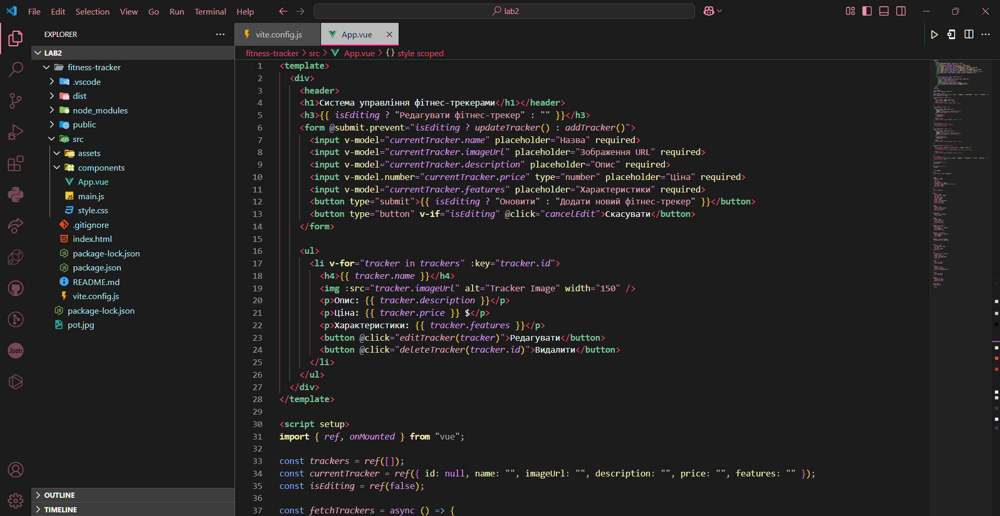 File Edit Selection View Go Run Terminal Help
lab2
EXPLORER
LAB2
fitness-tracker
.vscode
dist
node_modules
public
src
assets
components
App.vue
main.js
style.css
.gitignore
index.html
package-lock.json
package.json
README.md
vite.config.js
package-lock.json
pot.jpg
OUTLINE
TIMELINE
Json
vite.config.js App.vue
fitness-tracker > src > App.vue > {} style scoped
1 <template>
2 <div>
3 <header>
4 <h1>Система управління фітнес-трекерами</h1></header>
5 <h3>{{ isEditing ? "Редагувати фітнес-трекер" : "" }}</h3>
6 <form @submit.prevent="isEditing ? updateTracker() : addTracker()">
7 <input v-model="currentTracker.name" placeholder="Назва" required>
8 <input v-model="currentTracker.imageUrl" placeholder="Зображення URL" required>
9 <input v-model="currentTracker.description" placeholder="Опис" required>
10 <input v-model.number="currentTracker.price" type="number" placeholder="Ціна" required>
11 <input v-model="currentTracker.features" placeholder="Характеристики" required>
12 <button type="submit">{{ isEditing ? "Оновити" : "Додати новий фітнес-трекер" }}</button>
13 <button type="button" v-if="isEditing" @click="cancelEdit">Скасувати</button>
14 </form>
15
16 <ul>
17 <li v-for="tracker in trackers" :key="tracker.id">
18 <h4>{{ tracker.name }}</h4>
19 <img :src="tracker.imageUrl" alt="Tracker Image" width="150" />
20 <p>Опис: {{ tracker.description }}</p>
21 <p>Ціна: {{ tracker.price }} $</p>
22 <p>Характеристики: {{ tracker.features }}</p>
23 <button @click="editTracker(tracker)">Редагувати</button>
24 <button @click="deleteTracker(tracker.id)">Видалити</button>
25 </li>
26 </ul>
27 </div>
28 </template>
29
30 <script setup>
31 import { ref, onMounted } from "vue";
32
33 const trackers = ref([]);
34 const currentTracker = ref({ id: null, name: "", imageUrl: "", description: "", price: "", features: "" });
35 const isEditing = ref(false);
36
37 const fetchTrackers = async () => {